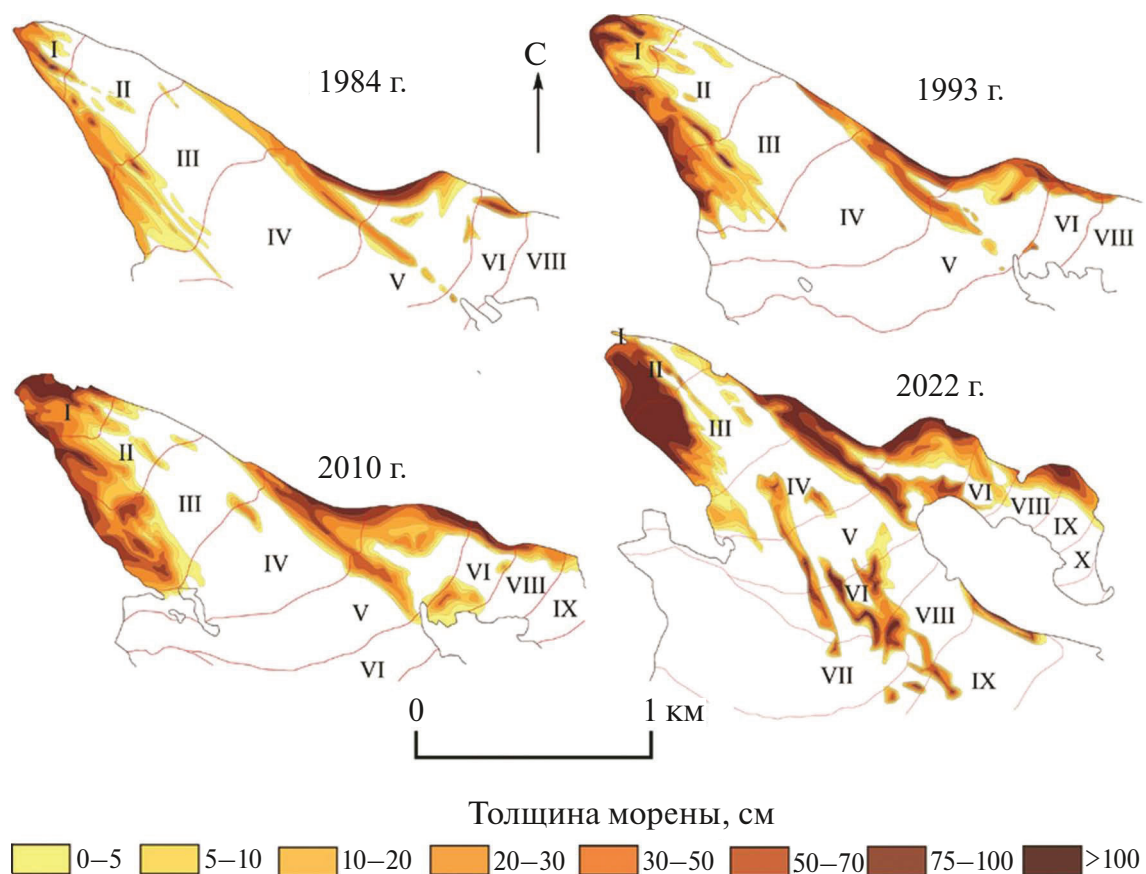 1984 г.
С
1993 г.
I
II
III
IV
V
VI
VIII
I
II
III
IV
V
VI
VIII
2010 г.
2022 г.
I
II
III
IV
V
VI
VIII
IX
VI
I
II
III
IV
V
VI
VII
VIII
IX
VI
VIII
IX
X
0 1 км
Толщина морены, см
0–5 5–10 10–20 20–30 30–50 50–70 75–100 >100